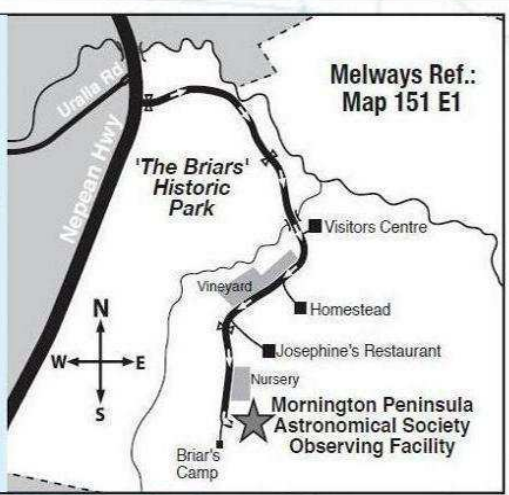 Melways Ref.:
Map 151 E1
Uralla Rd
Nepean Hwy
'The Briars'
Historic
Park
Visitors Centre
Vineyard
Homestead
N
W E
S
Josephine's Restaurant
Nursery
Mornington Peninsula
Astronomical Society
Observing Facility
Briar's
Camp